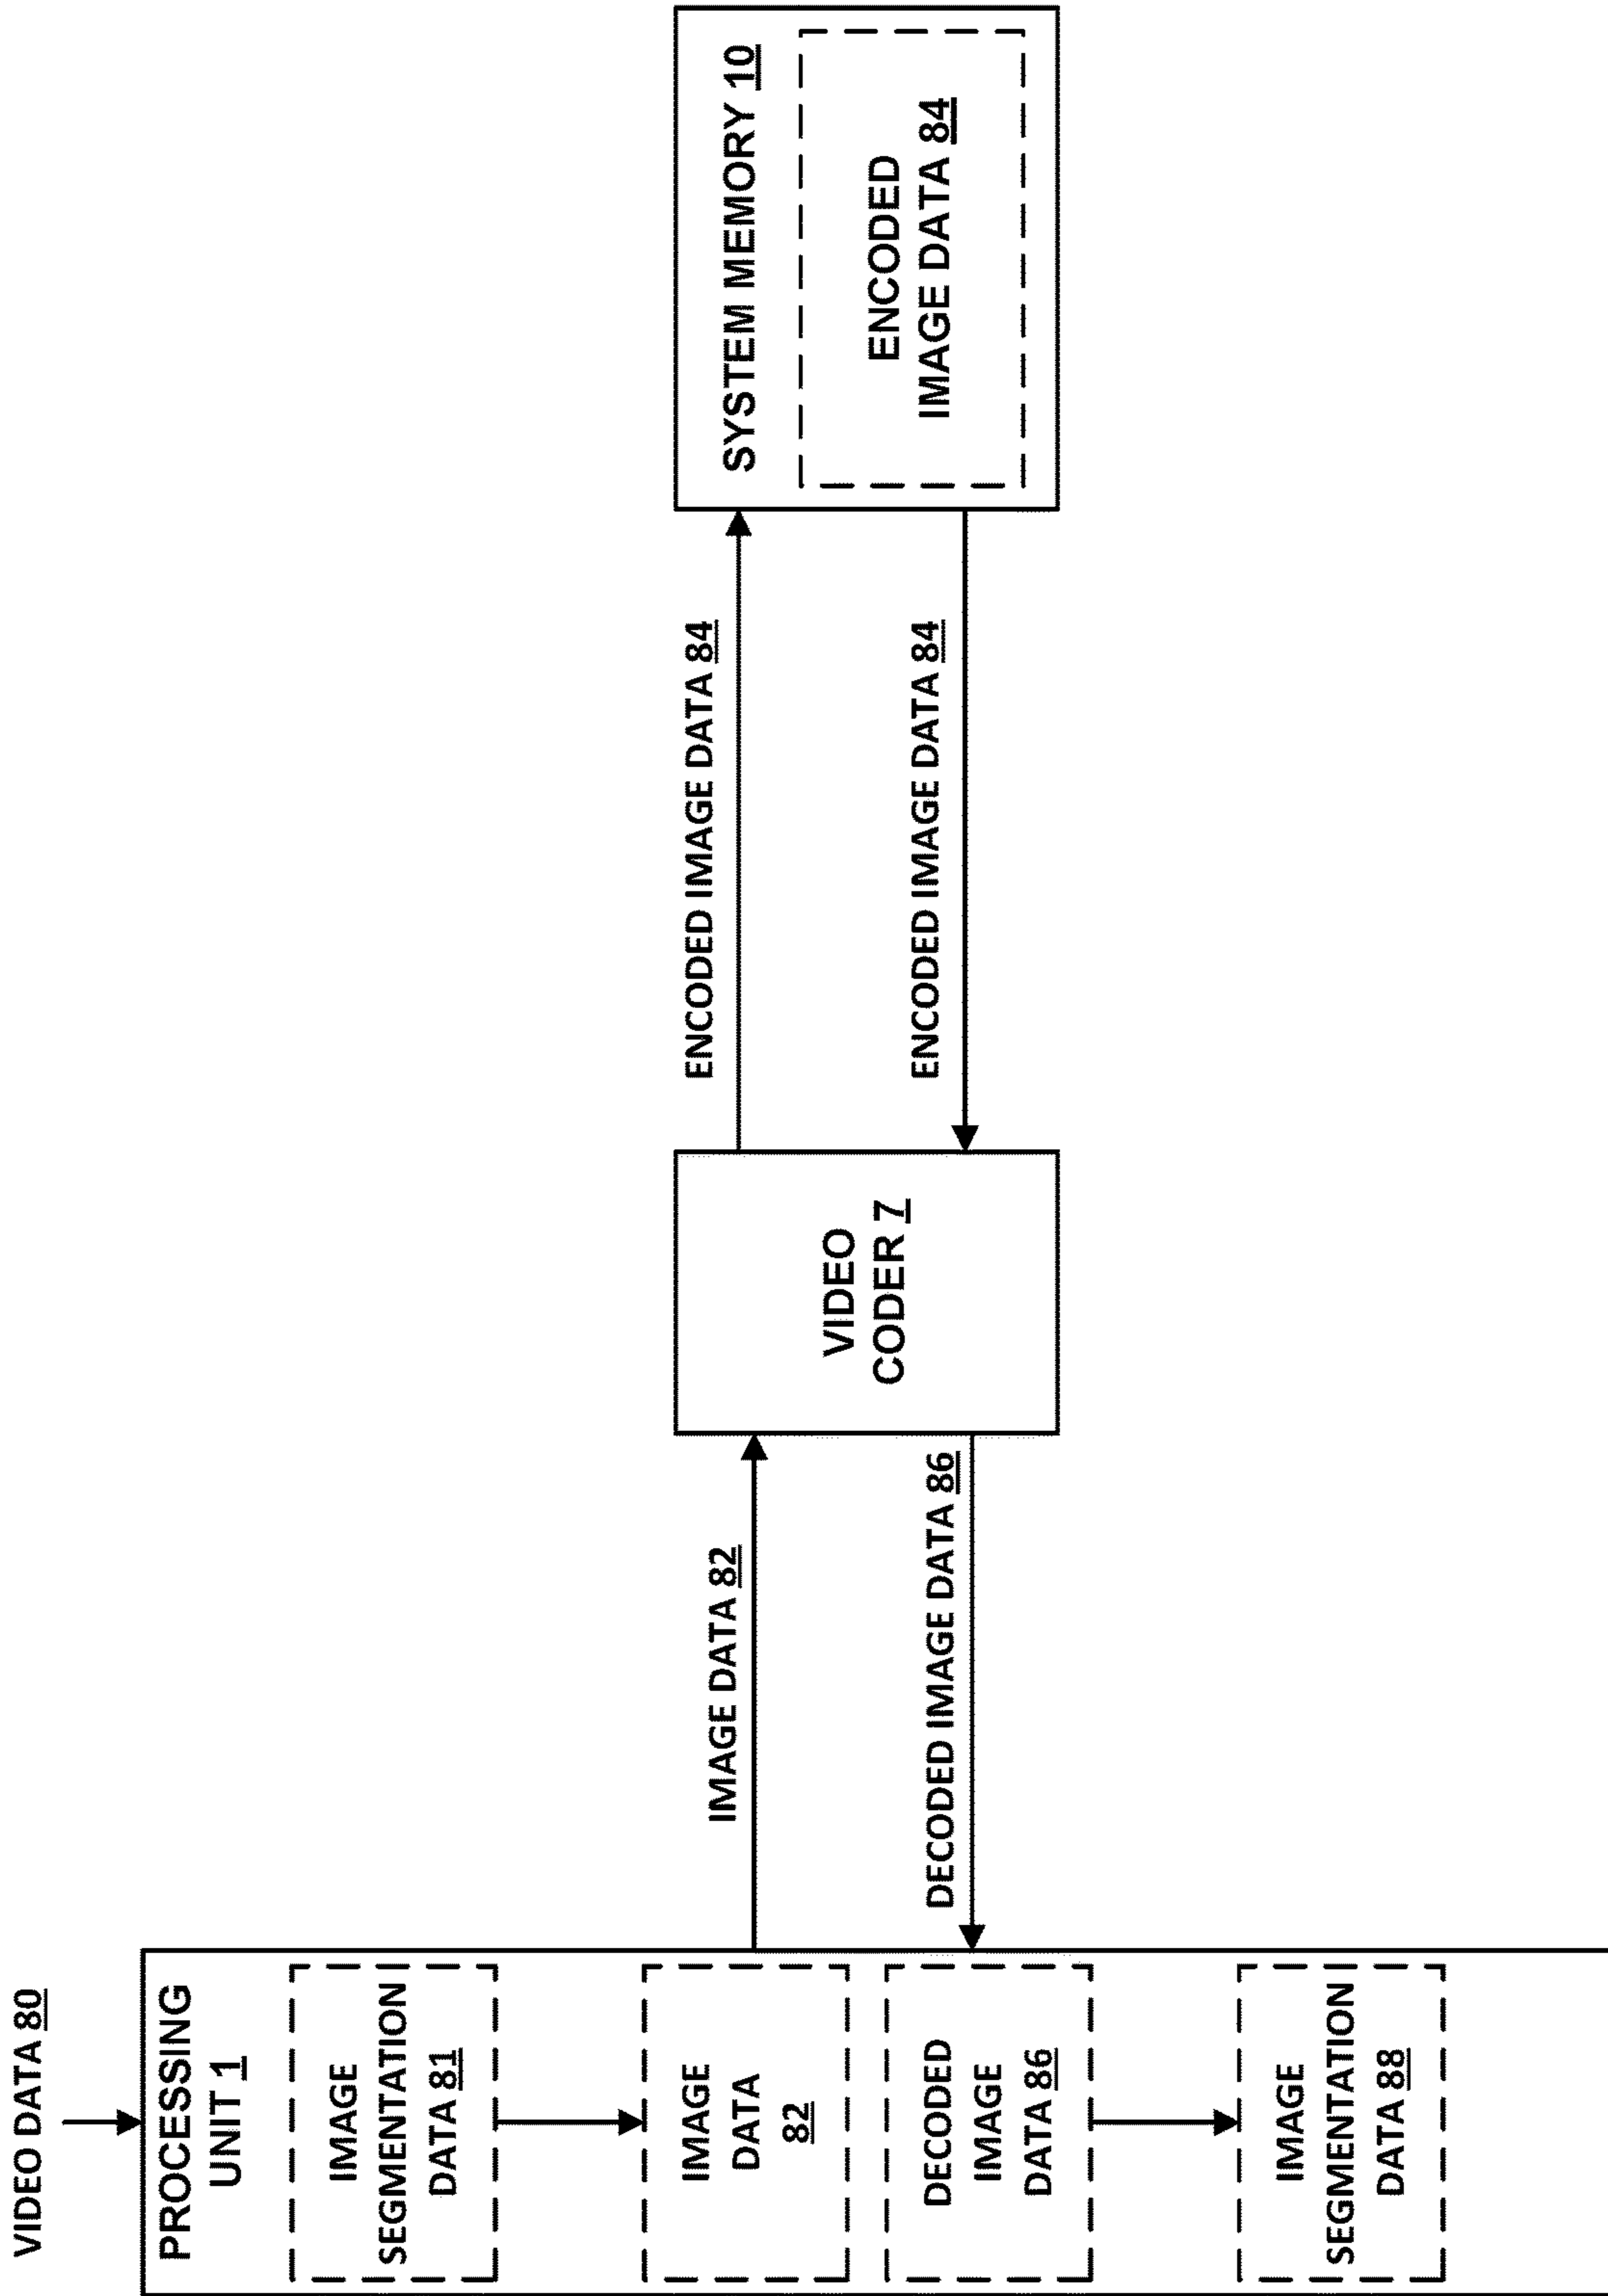 VIDEO DATA 80
PROCESSING
UNIT 1
IMAGE
SEGMENTATION
DATA 81
IMAGE
DATA
82
DECODED
IMAGE
DATA 86
IMAGE
SEGMENTATION
DATA 88
IMAGE DATA 82
DECODED IMAGE DATA 86
VIDEO
CODER 7
ENCODED IMAGE DATA 84
ENCODED IMAGE DATA 84
SYSTEM MEMORY 10
ENCODED
IMAGE DATA 84